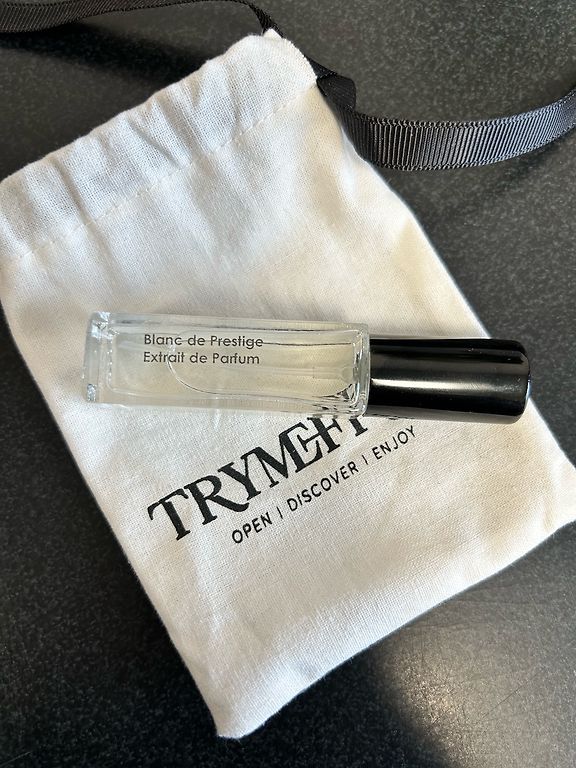 Blanc de Prestige
Extrait de Parfum
OPEN | DISCOVER | ENJOY